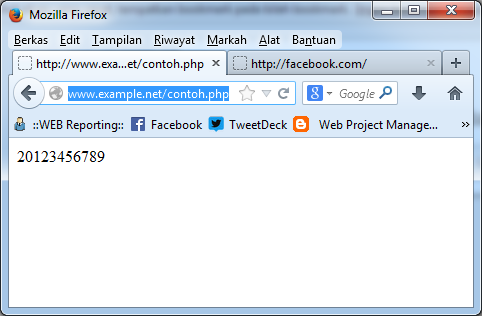 Mozilla Firefox
Berkas Edit Tampilan Riwayat Markah Alat Bantuan
http://www.exa...et/contoh.php http://facebook.com/
www.example.net/contoh.php Google
::WEB Reporting:: Facebook TweetDeck Web Project Manage... »
20123456789